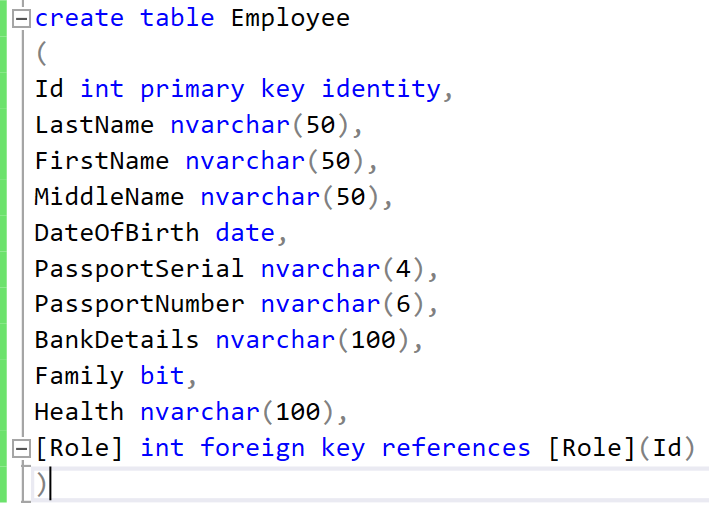 create table Employee
(
Id int primary key identity,
LastName nvarchar(50),
FirstName nvarchar(50),
MiddleName nvarchar(50),
DateOfBirth date,
PassportSerial nvarchar(4),
PassportNumber nvarchar(6),
BankDetails nvarchar(100),
Family bit,
Health nvarchar(100),
[Role] int foreign key references [Role](Id)
)